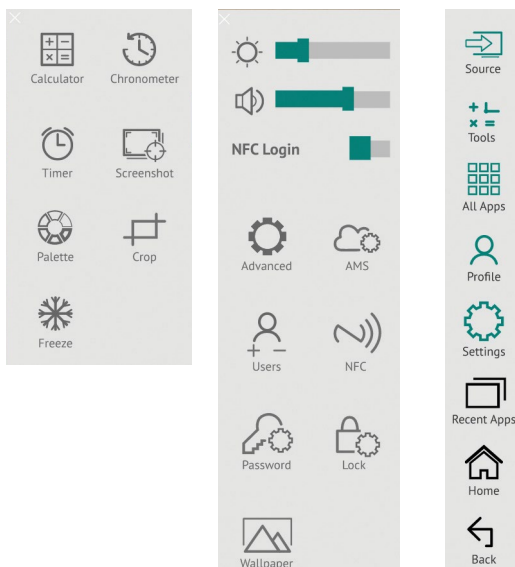 Calculator Chronometer
Timer Screenshot
Palette Crop
Freeze
NFC Login
Advanced AMS
Users NFC
Password Lock
Wallpaper
Source
Tools
All Apps
Profile
Settings
Recent Apps
Home
Back